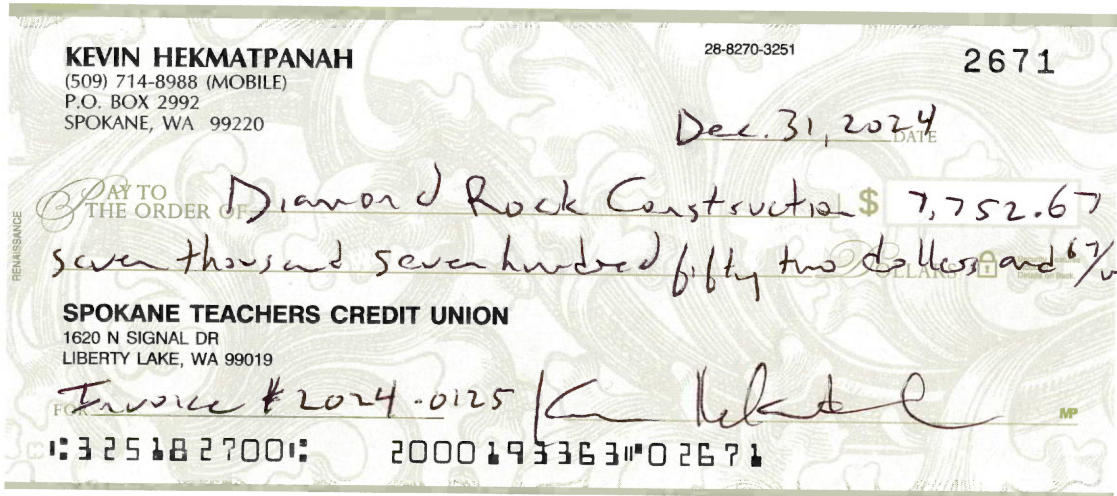 KEVIN HEKMATPANAH
(509) 714-8988 (MOBILE)
P.O. BOX 2992
SPOKANE, WA 99220
28-8270-3251
2671
Dec. 31, 2024
DATE
PAY TO THE ORDER OF Diamond Rock Construction $ 7,752.67
seven thousand seven hundred fifty two dollars and 67/
DOLLARS
RENAISSANCE
SPOKANE TEACHERS CREDIT UNION
1620 N SIGNAL DR
LIBERTY LAKE, WA 99019
FOR Invoice # 2024-0125
MP
⑆325182700⑆ 2000193363⑈02671